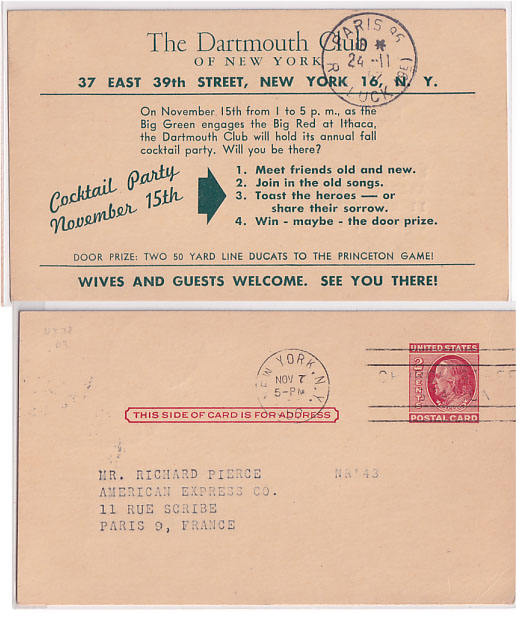 The Dartmouth Club
OF NEW YORK
37 EAST 39th STREET, NEW YORK 16, N. Y.
PARIS 96
24 -11
R. GLUCK (8E)
On November 15th from 1 to 5 p. m., as the
Big Green engages the Big Red at Ithaca,
the Dartmouth Club will hold its annual fall
cocktail party. Will you be there?
Cocktail Party
November 15th
1. Meet friends old and new.
2. Join in the old songs.
3. Toast the heroes — or
share their sorrow.
4. Win - maybe - the door prize.
DOOR PRIZE: TWO 50 YARD LINE DUCATS TO THE PRINCETON GAME!
WIVES AND GUESTS WELCOME. SEE YOU THERE!
NEW YORK, N.Y.
NOV 7
5-PM
UNITED STATES
2 CENTS
POSTAL CARD
THIS SIDE OF CARD IS FOR ADDRESS
MR. RICHARD PIERCE NR'43
AMERICAN EXPRESS CO.
11 RUE SCRIBE
PARIS 9, FRANCE